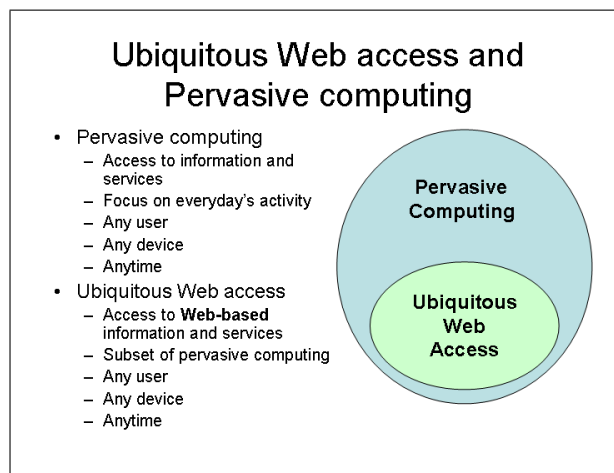 Ubiquitous Web access and
Pervasive computing
• Pervasive computing
– Access to information and
services
– Focus on everyday's activity
– Any user
– Any device
– Anytime
• Ubiquitous Web access
– Access to Web-based
information and services
– Subset of pervasive computing
– Any user
– Any device
– Anytime
Pervasive
Computing
Ubiquitous
Web
Access